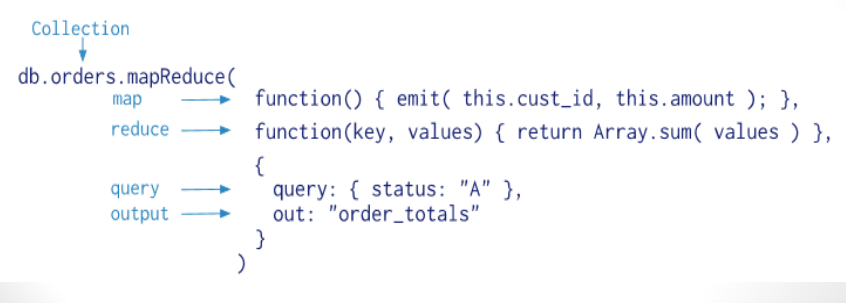 Collection
db.orders.mapReduce(
map function() { emit( this.cust_id, this.amount ); },
reduce function(key, values) { return Array.sum( values ) },
{
query query: { status: "A" },
output out: "order_totals"
}
)